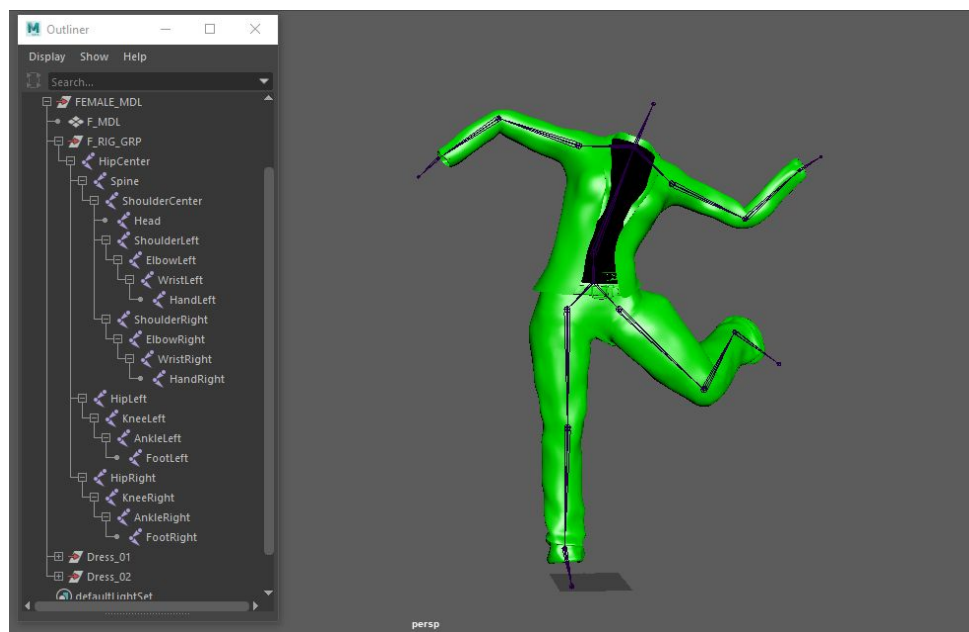 Outliner
Display Show Help
Search...
FEMALE_MDL
F_MDL
F_RIG_GRP
HipCenter
Spine
ShoulderCenter
Head
ShoulderLeft
ElbowLeft
WristLeft
HandLeft
ShoulderRight
ElbowRight
WristRight
HandRight
HipLeft
KneeLeft
AnkleLeft
FootLeft
HipRight
KneeRight
AnkleRight
FootRight
Dress_01
Dress_02
defaultLightSet
persp